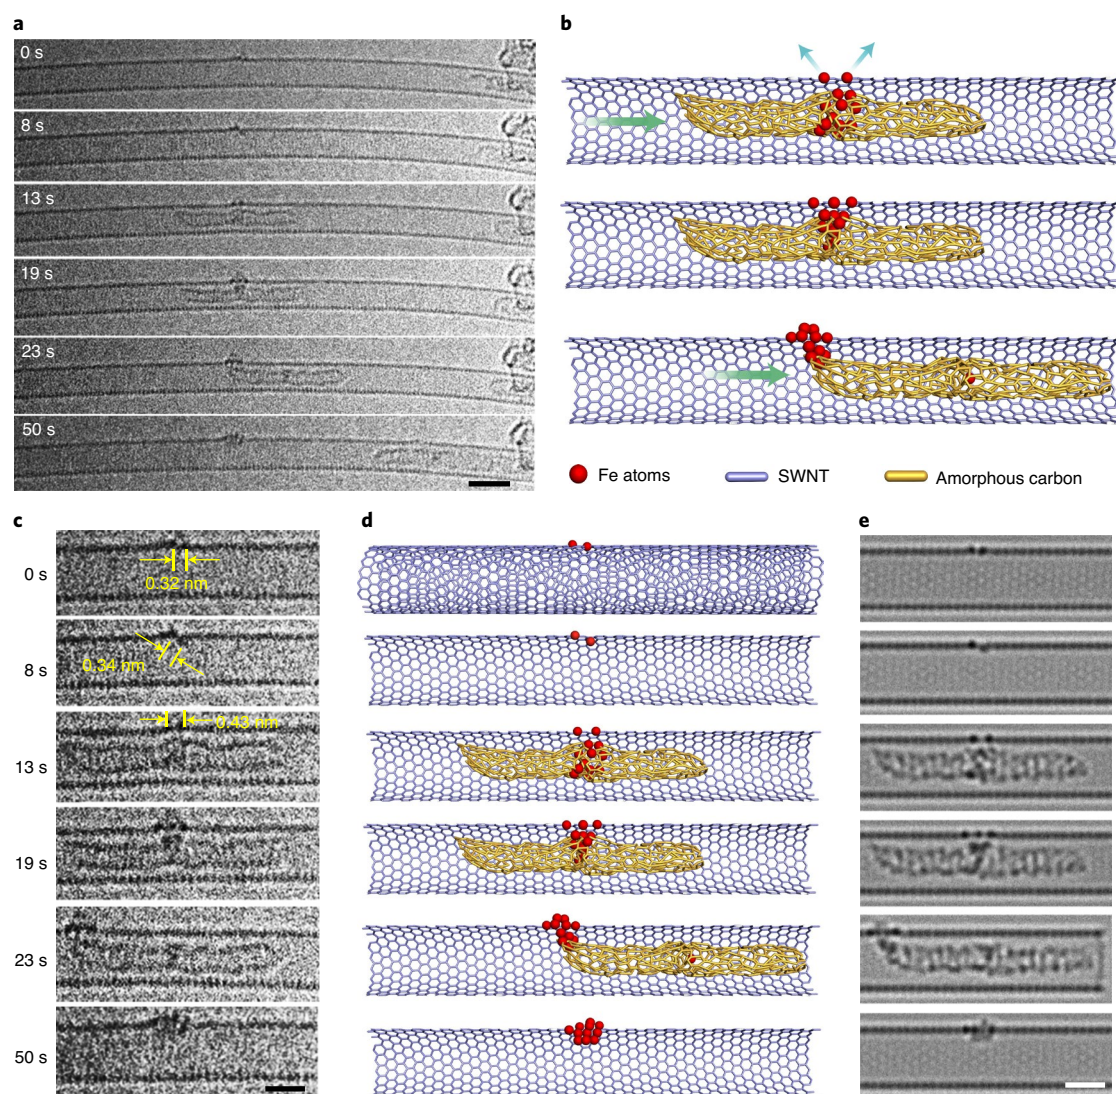 a
0 s
8 s
13 s
19 s
23 s
50 s
b
Fe atoms
SWNT
Amorphous carbon
c
0 s
0.32 nm
8 s
0.34 nm
13 s
0.43 nm
19 s
23 s
50 s
d
e